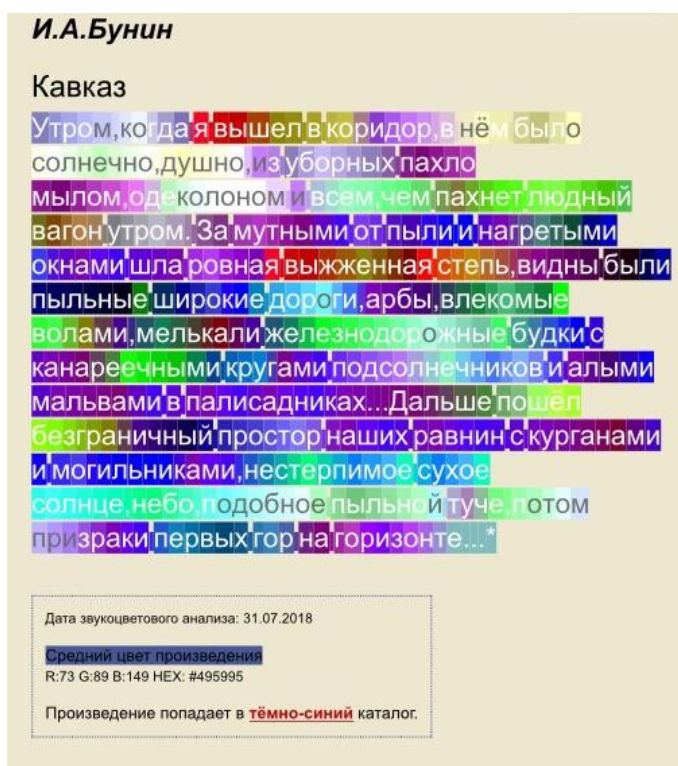 И.А.Бунин
Кавказ
Утром,когда я вышел в коридор,в нём было
солнечно,душно,из уборных пахло
мылом,одеколоном и всем,чем пахнет людный
вагон утром. За мутными от пыли и нагретыми
окнами шла ровная выжженная степь,видны были
пыльные широкие дороги,арбы,влекомые
волами,мелькали железнодорожные будки с
канареечными кругами подсолнечников и алыми
мальвами в палисадниках...Дальше пошёл
безграничный простор наших равнин с курганами
и могильниками,нестерпимое сухое
солнце,небо,подобное пыльной туче,потом
призраки первых гор на горизонте...*
Дата звукоцветового анализа: 31.07.2018
Средний цвет произведения
R:73 G:89 B:149 HEX: #495995
Произведение попадает в тёмно-синий каталог.